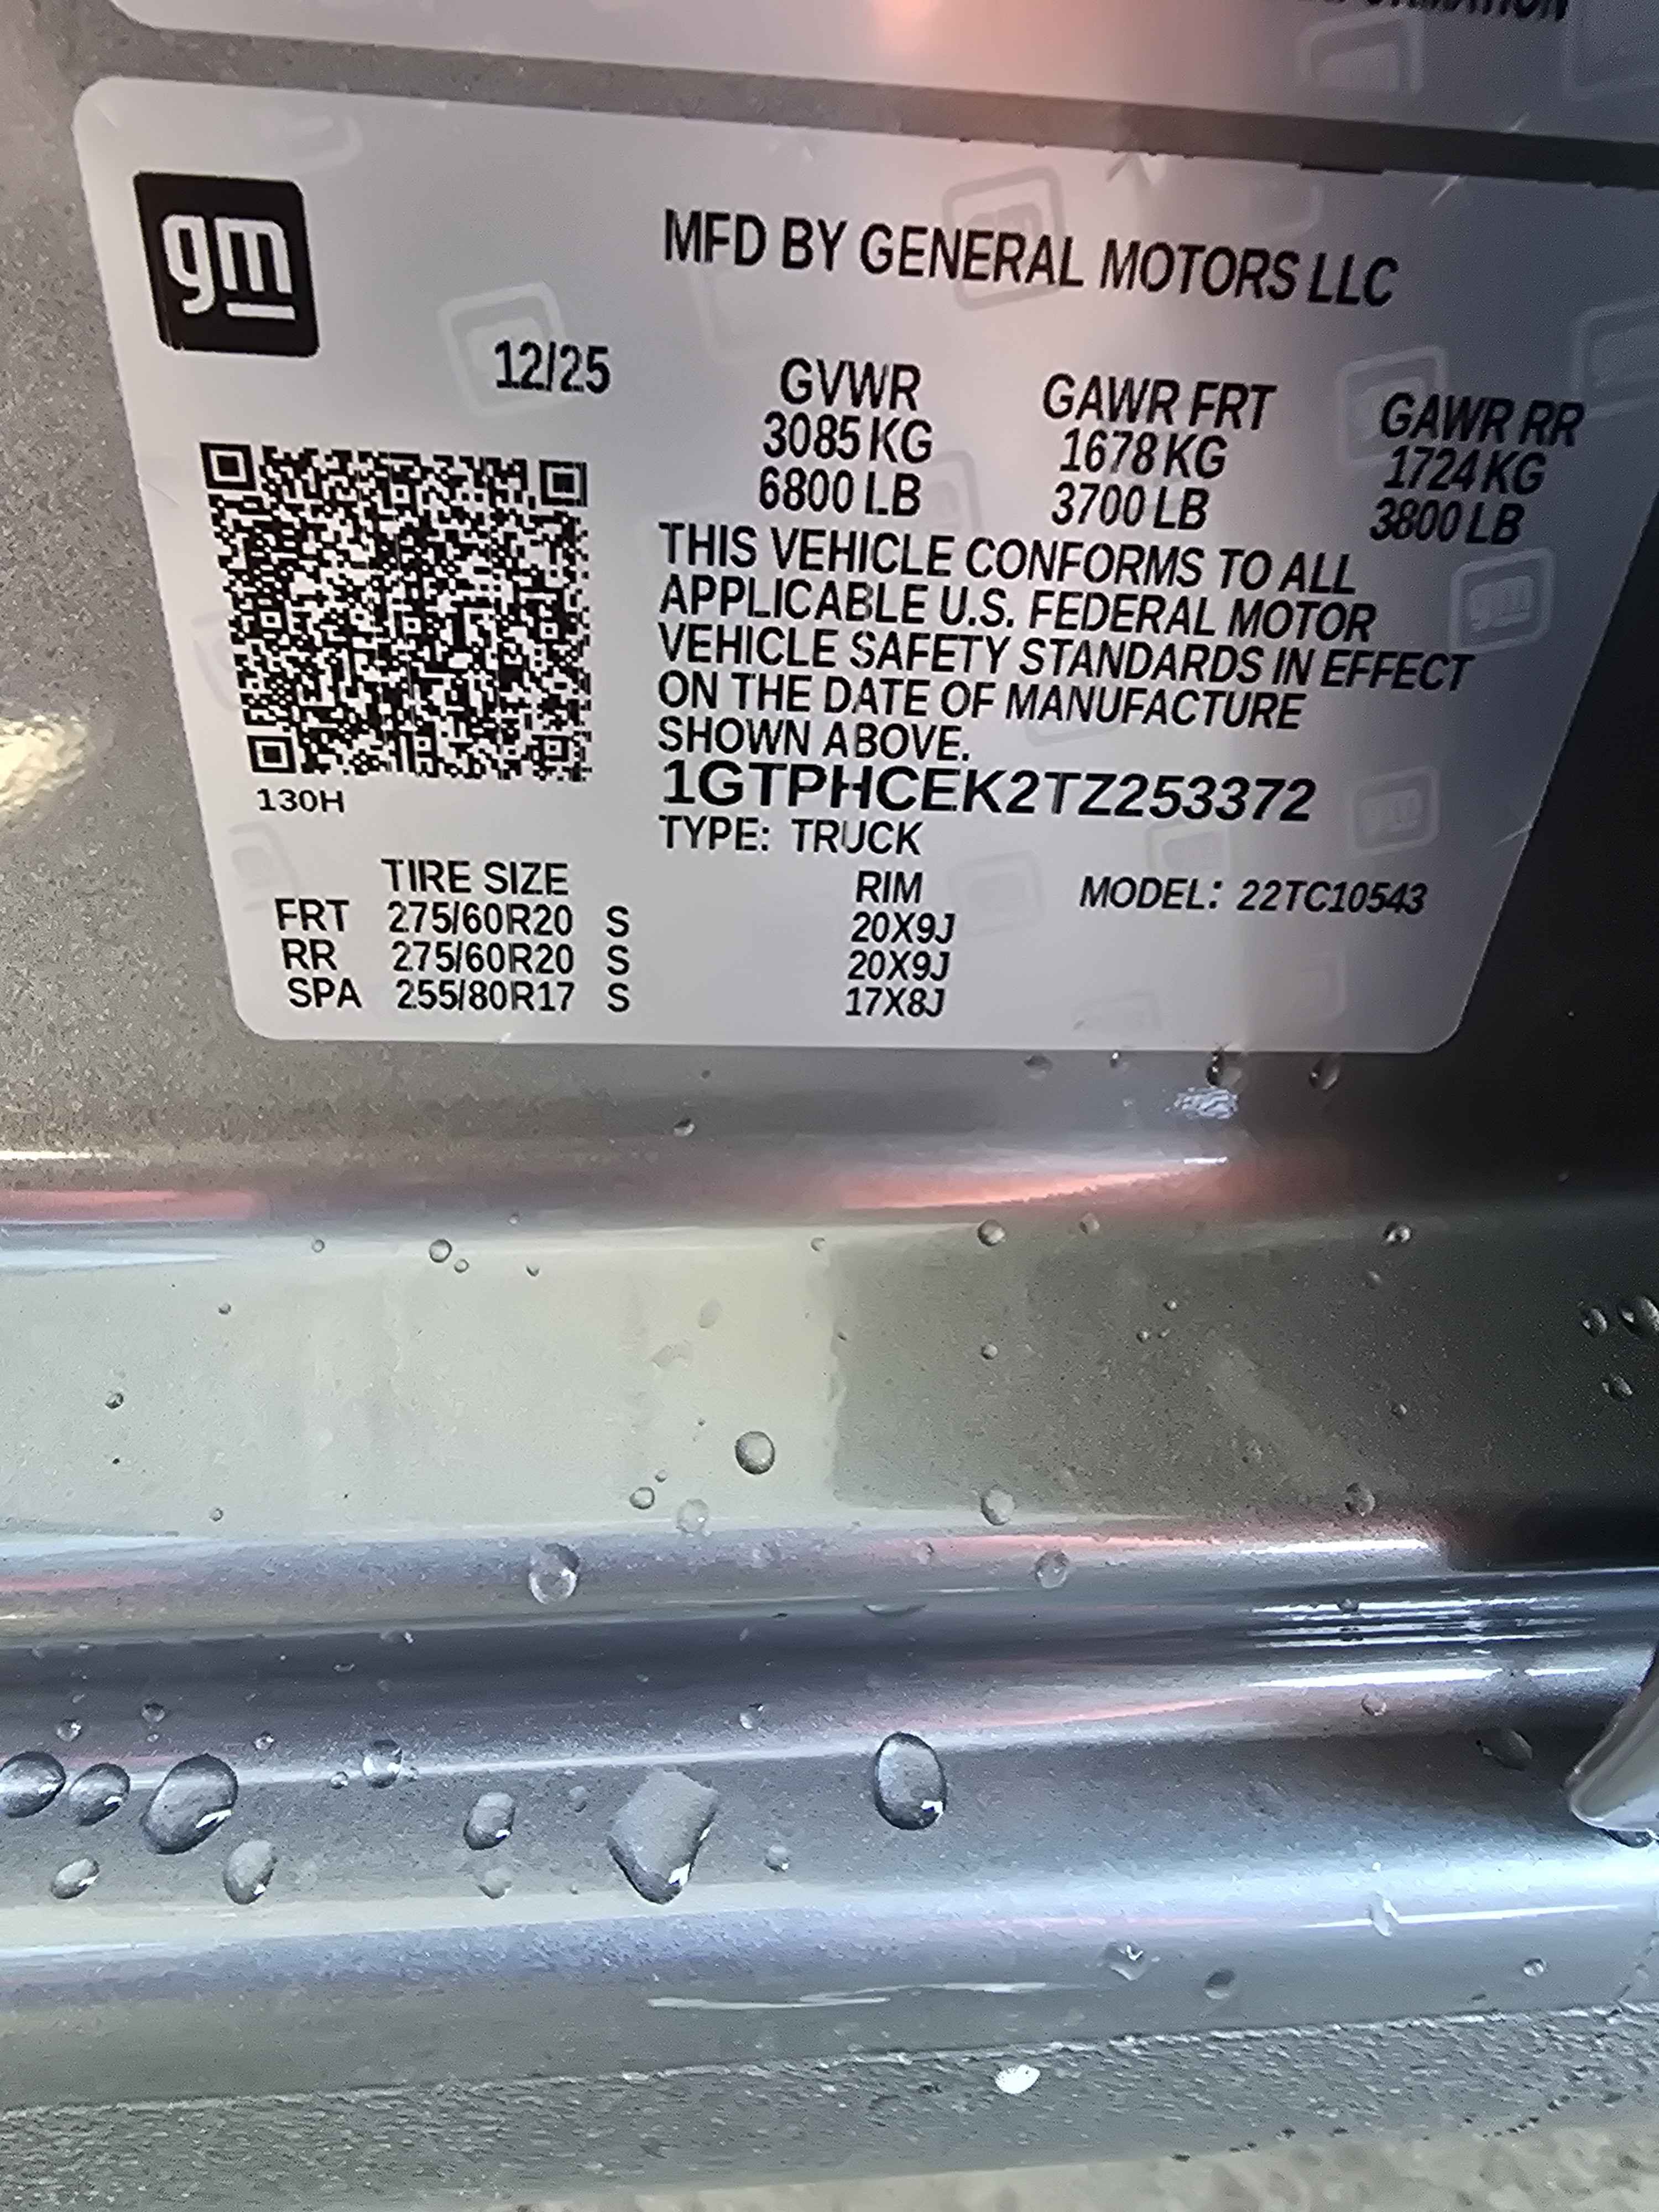 gm
MFD BY GENERAL MOTORS LLC
12/25
GVWR GAWR FRT GAWR RR
3085 KG 1678 KG 1724 KG
6800 LB 3700 LB 3800 LB
THIS VEHICLE CONFORMS TO ALL
APPLICABLE U.S. FEDERAL MOTOR
VEHICLE SAFETY STANDARDS IN EFFECT
ON THE DATE OF MANUFACTURE
SHOWN ABOVE.
1GTPHCEK2TZ253372
130H
TYPE: TRUCK
TIRE SIZE RIM MODEL: 22TC10543
FRT 275/60R20 S 20X9J
RR 275/60R20 S 20X9J
SPA 255/80R17 S 17X8J